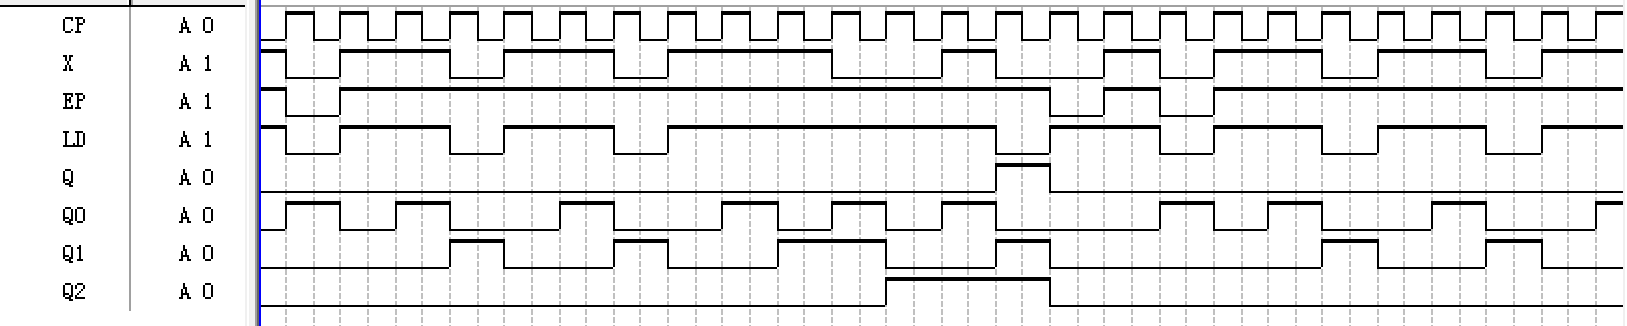 CP A 0
X A 1
EP A 1
LD A 1
Q A 0
Q0 A 0
Q1 A 0
Q2 A 0